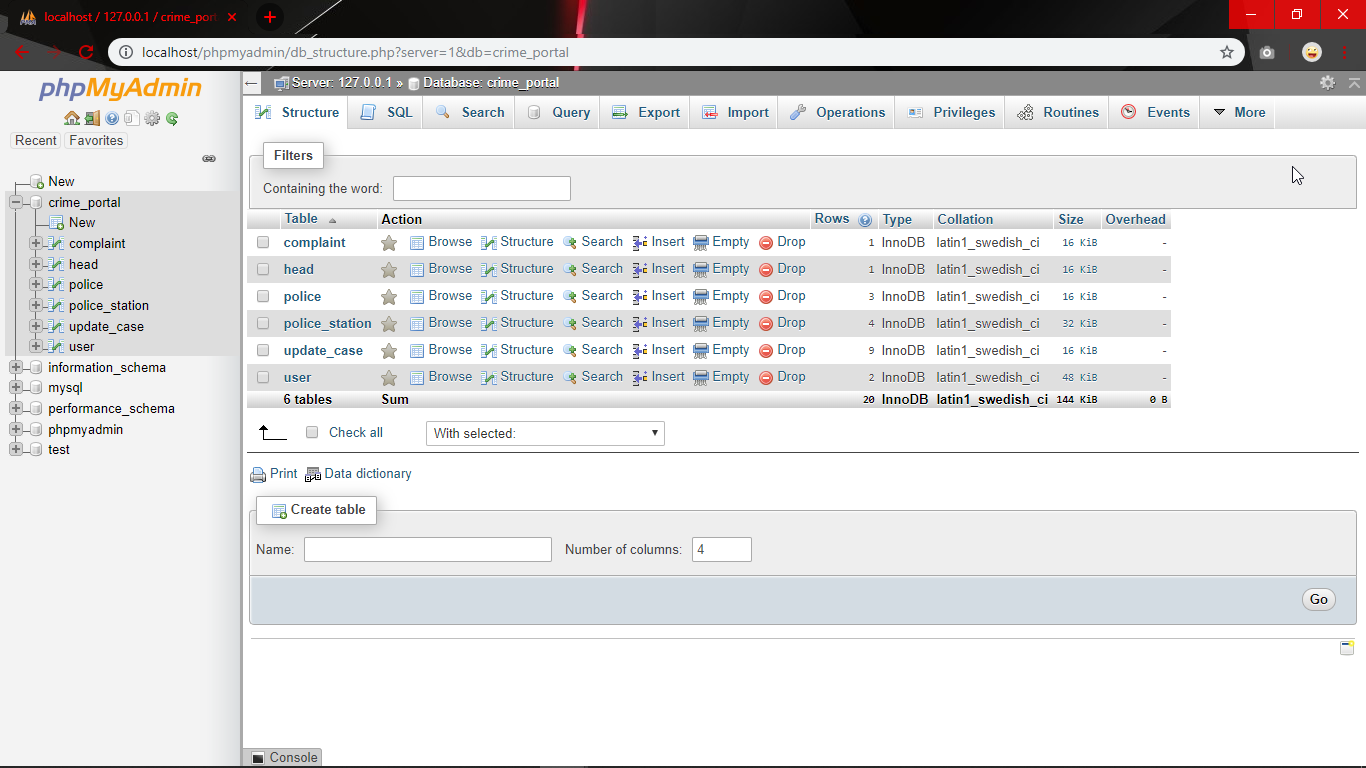 localhost / 127.0.0.1 / crime_port
localhost/phpmyadmin/db_structure.php?server=1&db=crime_portal
phpMyAdmin
Recent Favorites
New
crime_portal
New
complaint
head
police
police_station
update_case
user
information_schema
mysql
performance_schema
phpmyadmin
test
Server: 127.0.0.1 » Database: crime_portal
Structure SQL Search Query Export Import Operations Privileges Routines Events More
Filters
Containing the word:
Table Action Rows Type Collation Size Overhead
complaint Browse Structure Search Insert Empty Drop 1 InnoDB latin1_swedish_ci 16 KiB -
head Browse Structure Search Insert Empty Drop 1 InnoDB latin1_swedish_ci 16 KiB -
police Browse Structure Search Insert Empty Drop 3 InnoDB latin1_swedish_ci 16 KiB -
police_station Browse Structure Search Insert Empty Drop 4 InnoDB latin1_swedish_ci 32 KiB -
update_case Browse Structure Search Insert Empty Drop 9 InnoDB latin1_swedish_ci 16 KiB -
user Browse Structure Search Insert Empty Drop 2 InnoDB latin1_swedish_ci 48 KiB -
6 tables Sum 20 InnoDB latin1_swedish_ci 144 KiB 0 B
Check all With selected:
Print Data dictionary
Create table
Name: Number of columns: 4
Go
Console